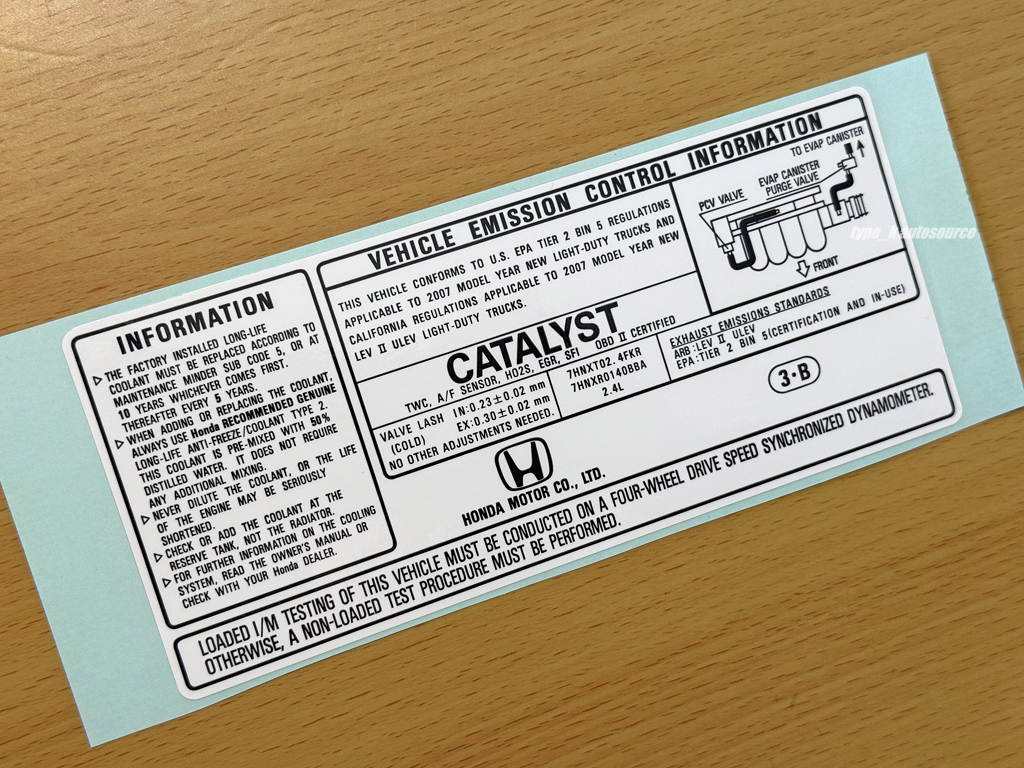 INFORMATION
▷ THE FACTORY INSTALLED LONG-LIFE
COOLANT MUST BE REPLACED ACCORDING TO
MAINTENANCE MINDER SUB CODE 5, OR AT
10 YEARS WHICHEVER COMES FIRST.
THEREAFTER EVERY 5 YEARS.
▷ WHEN ADDING OR REPLACING THE COOLANT,
ALWAYS USE Honda RECOMMENDED GENUINE
LONG-LIFE ANTI-FREEZE/COOLANT TYPE 2.
THIS COOLANT IS PRE-MIXED WITH 50%
DISTILLED WATER. IT DOES NOT REQUIRE
ANY ADDITIONAL MIXING.
▷ NEVER DILUTE THE COOLANT, OR THE LIFE
OF THE ENGINE MAY BE SERIOUSLY
SHORTENED.
▷ CHECK OR ADD THE COOLANT AT THE
RESERVE TANK, NOT THE RADIATOR.
▷ FOR FURTHER INFORMATION ON THE COOLING
SYSTEM, READ THE OWNER'S MANUAL OR
CHECK WITH YOUR Honda DEALER.
VEHICLE EMISSION CONTROL INFORMATION
THIS VEHICLE CONFORMS TO U.S. EPA TIER 2 BIN 5 REGULATIONS
APPLICABLE TO 2007 MODEL YEAR NEW LIGHT-DUTY TRUCKS AND
CALIFORNIA REGULATIONS APPLICABLE TO 2007 MODEL YEAR NEW
LEV II ULEV LIGHT-DUTY TRUCKS.
TO EVAP CANISTER
EVAP CANISTER
PURGE VALVE
PCV VALVE
FRONT
CATALYST
TWC, A/F SENSOR, HO2S, EGR, SFI OBD II CERTIFIED
VALVE LASH IN:0.23±0.02 mm
(COLD) EX:0.30±0.02 mm
NO OTHER ADJUSTMENTS NEEDED.
7HNXT02.4FKR
7HNXR0140BBA
2.4L
EXHAUST EMISSIONS STANDARDS
ARB:LEV II ULEV
EPA:TIER 2 BIN 5(CERTIFICATION AND IN-USE)
3·B
HONDA MOTOR CO., LTD.
LOADED I/M TESTING OF THIS VEHICLE MUST BE CONDUCTED ON A FOUR-WHEEL DRIVE SPEED SYNCHRONIZED DYNAMOMETER.
OTHERWISE, A NON-LOADED TEST PROCEDURE MUST BE PERFORMED.